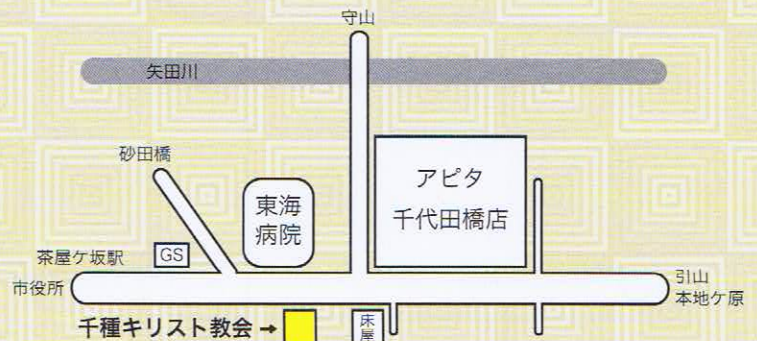 守山
矢田川
砂田橋
東海
病院
アピタ
千代田橋店
茶屋ケ坂駅
GS
市役所
引山
本地ケ原
千種キリスト教会→
床
屋